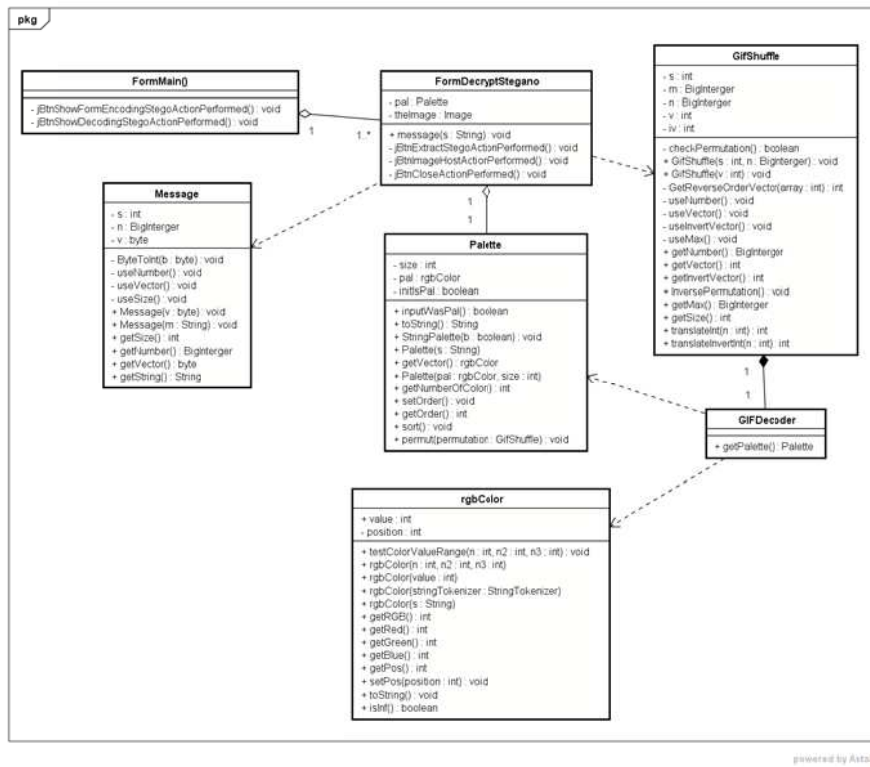 pkg
FormMain()
- jBtnShowFormEncodingStegoActionPerformed() : void
- jBtnShowDecodingStegoActionPerformed() : void
1
1..*
FormDecryptStegano
- pal : Palette
- theImage : Image
+ message(s : String) : void
- jBtnExtractStegoActionPerformed() : void
- jBtnImageHostActionPerformed() : void
- jBtnCloseActionPerformed() : void
GifShuffle
- s : int
- m : BigInterger
- n : BigInterger
- v : int
- iv : int
- checkPermutation() : boolean
+ GifShuffle(s : int, n : BigInterger) : void
+ GifShuffle(v : int) : void
- GetReverseOrderVector(array : int) : int
- useNumber() : void
- useVector() : void
- useInvertVector() : void
- useMax() : void
+ getNumber() : BigInterger
+ getVector() : int
+ getInvertVector() : int
+ InversePermutation() : void
+ getMax() : BigInterger
+ getSize() : int
+ translateInt(n : int) : int
+ translateInvertInt(n : int) : int
Message
- s : int
- n : BigInterger
- v : byte
- ByteToInt(b : byte) : void
- useNumber() : void
- useVector() : void
- useSize() : void
+ Message(v : byte) : void
+ Message(m : String) : void
+ getSize() : int
+ getNumber() : BigInterger
+ getVector() : byte
+ getString() : String
1
1
Palette
- size : int
- pal : rgbColor
- initIsPal : boolean
+ inputWasPal() : boolean
+ toString() : String
+ StringPalette(b : boolean) : void
+ Palette(s : String)
+ getVector() : rgbColor
+ Palette(pal : rgbColor, size : int)
+ getNumberOfColor() : int
+ setOrder() : void
+ getOrder() : int
+ sort() : void
+ permut(permutation : GifShuffle) : void
1
1
GIFDecoder
+ getPalette() : Palette
rgbColor
+ value : int
- position : int
+ testColorValueRange(n : int, n2 : int, n3 : int) : void
+ rgbColor(n : int, n2 : int, n3 : int)
+ rgbColor(value : int)
+ rgbColor(stringTokenizer : StringTokenizer)
+ rgbColor(s : String)
+ getRGB() : int
+ getRed() : int
+ getGreen() : int
+ getBlue() : int
+ getPos() : int
+ setPos(position : int) : void
+ toString() : void
+ isInf() : boolean
powered by Asta